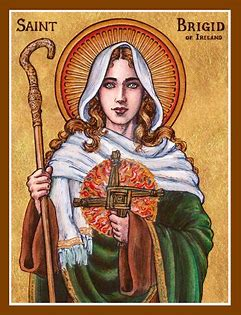 SAINT BRIGID
OF IRELAND